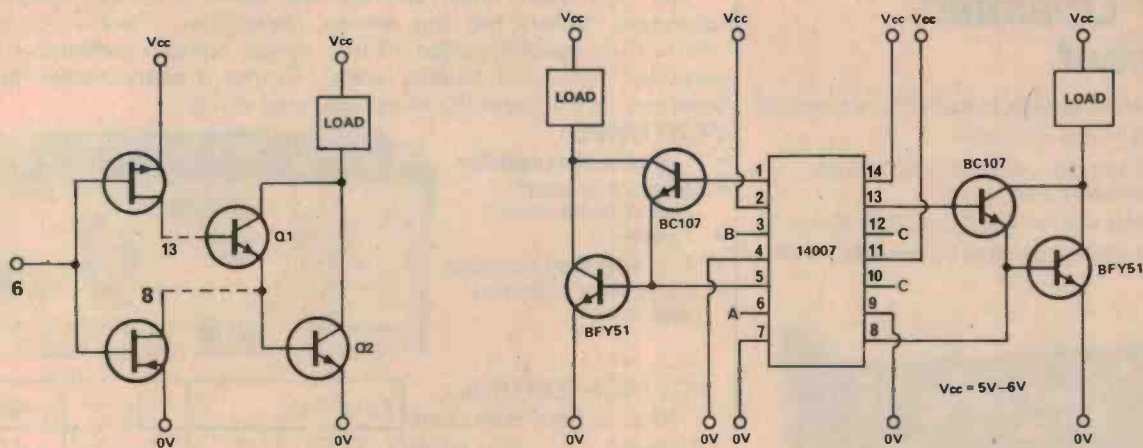 Vcc
LOAD
6
13
8
Q1
Q2
0V
0V
Vcc
LOAD
BC107
BFY51
0V
Vcc
1
2
3
4
5
6
7
B
A
14007
14
13
12
11
10
9
8
C
C
0V
0V
Vcc
Vcc
BC107
0V
Vcc
LOAD
BFY51
0V
Vcc = 5V–6V